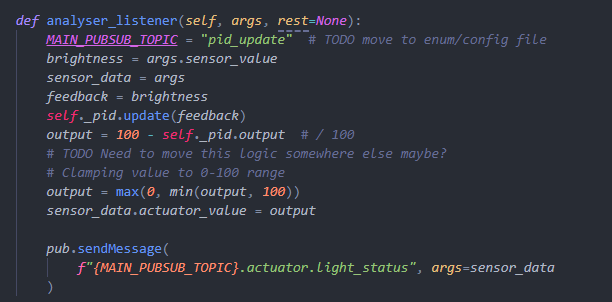 def analyser_listener(self, args, rest=None):
    MAIN_PUBSUB_TOPIC = "pid_update"  # TODO move to enum/config file
    brightness = args.sensor_value
    sensor_data = args
    feedback = brightness
    self._pid.update(feedback)
    output = 100 - self._pid.output  # / 100
    # TODO Need to move this logic somewhere else maybe?
    # Clamping value to 0-100 range
    output = max(0, min(output, 100))
    sensor_data.actuator_value = output

    pub.sendMessage(
        f"{MAIN_PUBSUB_TOPIC}.actuator.light_status", args=sensor_data
    )